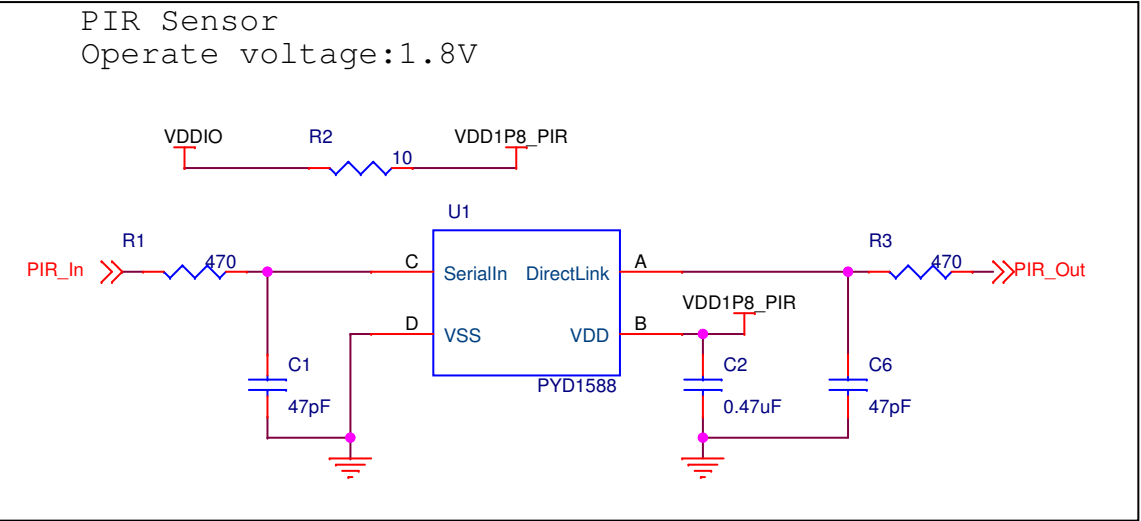 PIR Sensor
Operate voltage:1.8V
VDDIO
R2
10
VDD1P8_PIR
U1
R1
470
PIR_In
C
SerialIn
DirectLink
A
R3
470
PIR_Out
VDD1P8_PIR
D
VSS
VDD
B
PYD1588
C1
47pF
C2
0.47uF
C6
47pF